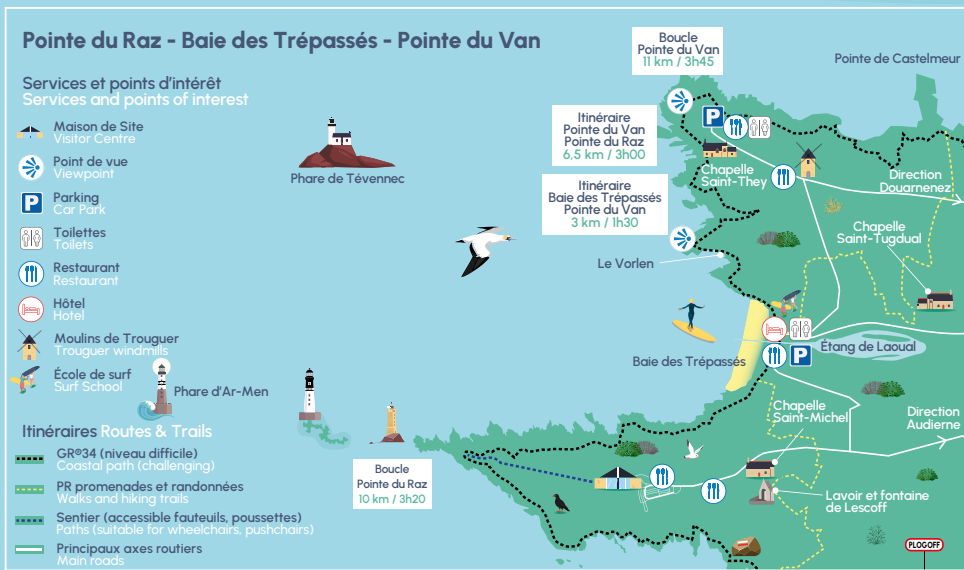 Pointe du Raz - Baie des Trépassés - Pointe du Van
Services et points d'intérêt
Services and points of interest
Maison de Site
Visitor Centre
Point de vue
Viewpoint
P
Parking
Car Park
Toilettes
Toilets
Restaurant
Restaurant
Hôtel
Hotel
Moulins de Trouguer
Trouguer windmills
École de surf
Surf School
Itinéraires Routes & Trails
GR®34 (niveau difficile)
Coastal path (challenging)
PR promenades et randonnées
Walks and hiking trails
Sentier (accessible fauteuils, poussettes)
Paths (suitable for wheelchairs, pushchairs)
Principaux axes routiers
Main roads
Phare de Tévennec
Phare d'Ar-Men
Boucle
Pointe du Van
11 km / 3h45
Pointe de Castelmeur
Itinéraire
Pointe du Van
Pointe du Raz
6,5 km / 3h00
P
Chapelle
Saint-They
Direction
Douarnenez
Itinéraire
Baie des Trépassés
Pointe du Van
3 km / 1h30
Chapelle
Saint-Tugdual
Le Vorlen
Baie des Trépassés
P
Étang de Laoual
Chapelle
Saint-Michel
Direction
Audierne
Boucle
Pointe du Raz
10 km / 3h20
Lavoir et fontaine
de Lescoff
PLOGOFF